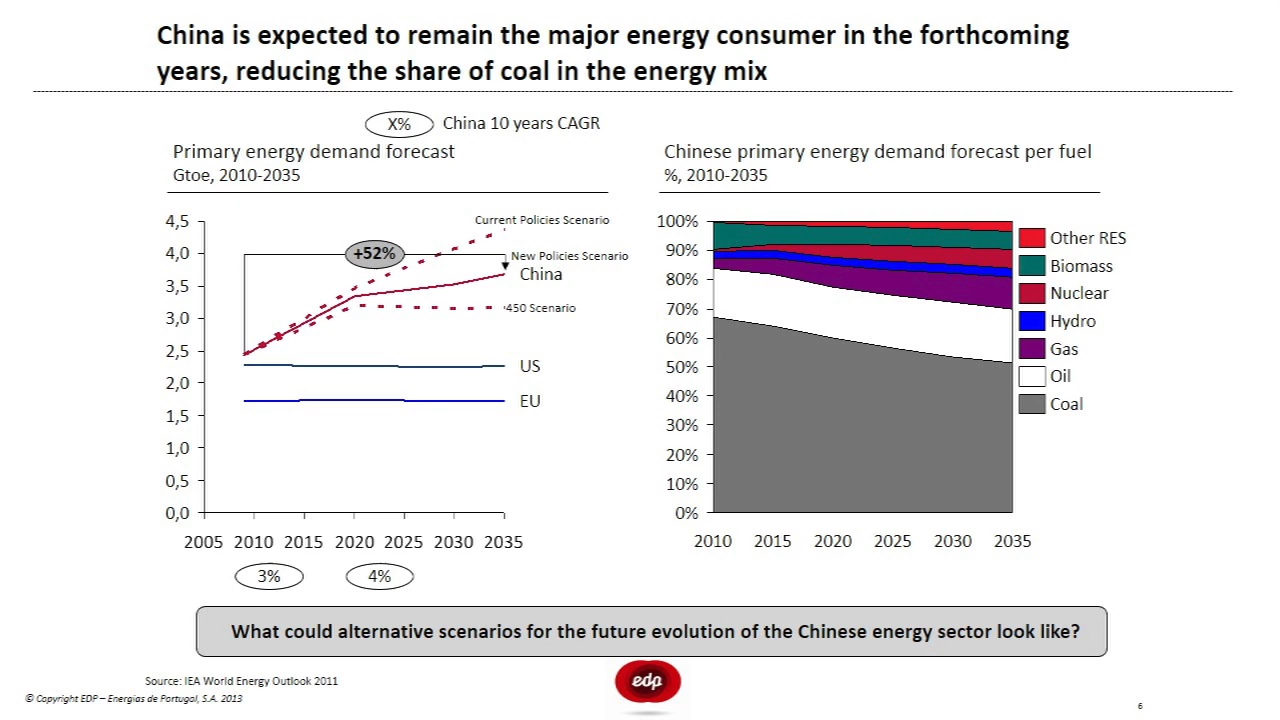 China is expected to remain the major energy consumer in the forthcoming
years, reducing the share of coal in the energy mix
X% China 10 years CAGR
Primary energy demand forecast
Gtoe, 2010-2035
4,5
4,0
3,5
3,0
2,5
2,0
1,5
1,0
0,5
0,0
+52%
Current Policies Scenario
New Policies Scenario
China
450 Scenario
US
EU
2005 2010 2015 2020 2025 2030 2035
3% 4%
Chinese primary energy demand forecast per fuel
%, 2010-2035
100%
90%
80%
70%
60%
50%
40%
30%
20%
10%
0%
2010 2015 2020 2025 2030 2035
Other RES
Biomass
Nuclear
Hydro
Gas
Oil
Coal
What could alternative scenarios for the future evolution of the Chinese energy sector look like?
Source: IEA World Energy Outlook 2011
© Copyright EDP – Energias de Portugal, S.A. 2013
edp
6